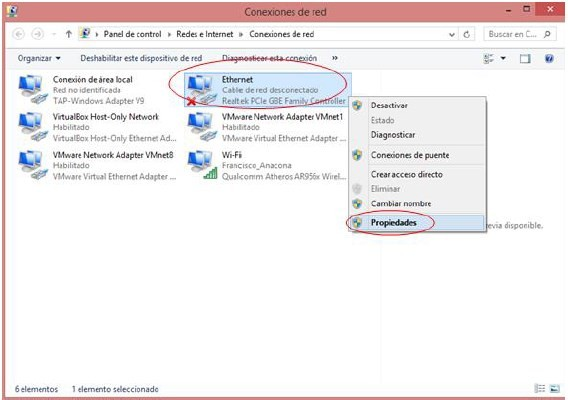 Conexiones de red
Panel de control ▸ Redes e Internet ▸ Conexiones de red
Buscar en C...
Organizar
Deshabilitar este dispositivo de red
Diagnosticar esta conexión
»
Conexión de área local
Red no identificada
TAP-Windows Adapter V9
Ethernet
Cable de red desconectado
Realtek PCIe GBE Family Controller
VirtualBox Host-Only Network
Habilitado
VirtualBox Host-Only Ethernet Ad...
VMware Network Adapter VMnet1
Habilitado
VMware Virtual Ethernet Adapter ...
VMware Network Adapter VMnet8
Habilitado
VMware Virtual Ethernet Adapter ...
Wi-Fi
Francisco_Anacona
Qualcomm Atheros AR956x Wirel...
Desactivar
Estado
Diagnosticar
Conexiones de puente
Crear acceso directo
Eliminar
Cambiar nombre
Propiedades
previa disponible.
6 elementos
1 elemento seleccionado